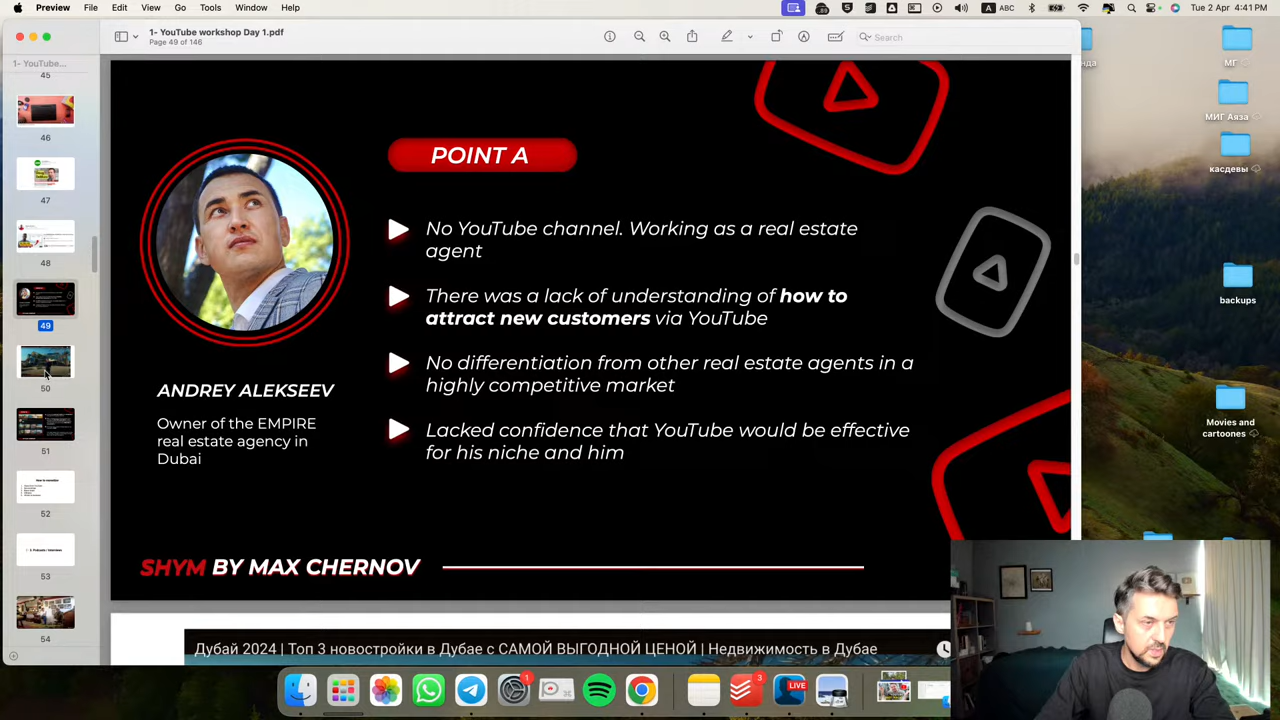 Preview File Edit View Go Tools Window Help
ABC
Tue 2 Apr 4:41 PM
1- YouTube workshop Day 1.pdf
Page 49 of 146
Search
1- YouTube...
45
46
47
48
49
50
51
52
53
54
POINT A
No YouTube channel. Working as a real estate
agent
There was a lack of understanding of how to
attract new customers via YouTube
No differentiation from other real estate agents in a
highly competitive market
Lacked confidence that YouTube would be effective
for his niche and him
ANDREY ALEKSEEV
Owner of the EMPIRE
real estate agency in
Dubai
SHYM BY MAX CHERNOV
Дубай 2024 | Топ 3 новостройки в Дубае с САМОЙ ВЫГОДНОЙ ЦЕНОЙ | Недвижимость в Дубае
нда
МГ
МИГ Аяза
касдевы
backups
Movies and
cartoones
1
3
LIVE